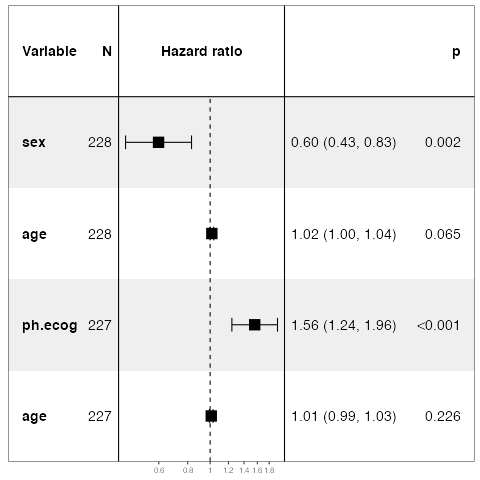 Variable N Hazard ratio p
sex 228 0.60 (0.43, 0.83) 0.002
age 228 1.02 (1.00, 1.04) 0.065
ph.ecog 227 1.56 (1.24, 1.96) <0.001
age 227 1.01 (0.99, 1.03) 0.226
0.6 0.8 1 1.2 1.4 1.6 1.8